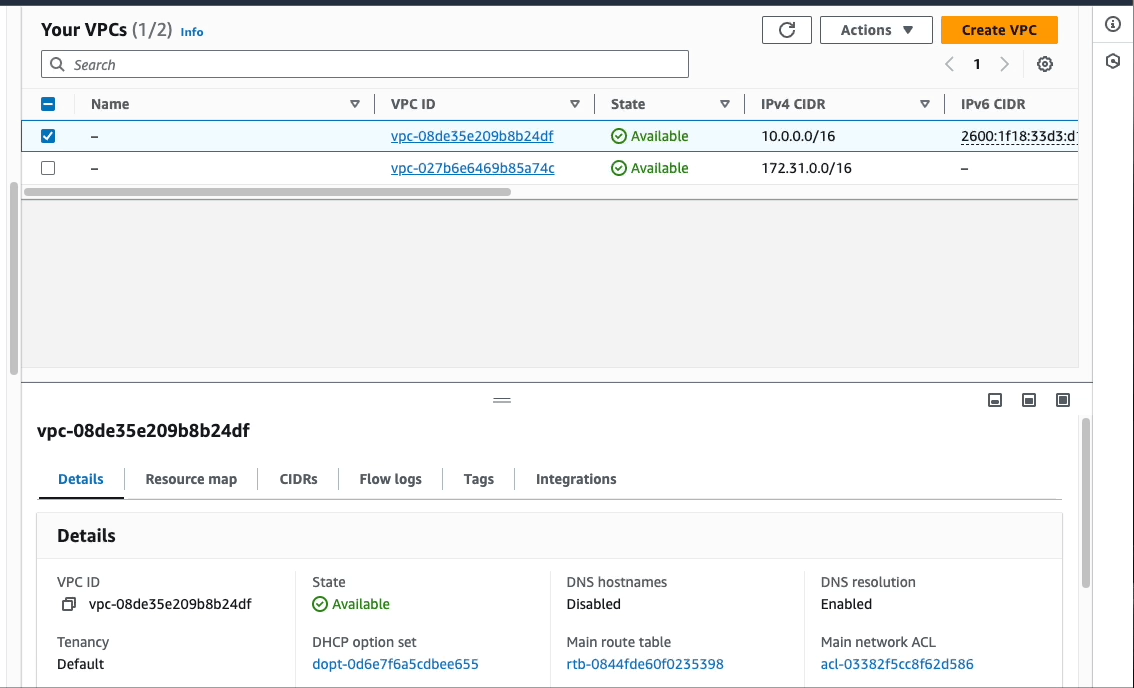 Your VPCs (1/2) Info
Actions Create VPC
Search
1
Name VPC ID State IPv4 CIDR IPv6 CIDR
– vpc-08de35e209b8b24df Available 10.0.0.0/16 2600:1f18:33d3:d
– vpc-027b6e6469b85a74c Available 172.31.0.0/16 –
vpc-08de35e209b8b24df
Details Resource map CIDRs Flow logs Tags Integrations
Details
VPC ID State DNS hostnames DNS resolution
vpc-08de35e209b8b24df Available Disabled Enabled
Tenancy DHCP option set Main route table Main network ACL
Default dopt-0d6e7f6a5cdbee655 rtb-0844fde60f0235398 acl-03382f5cc8f62d586